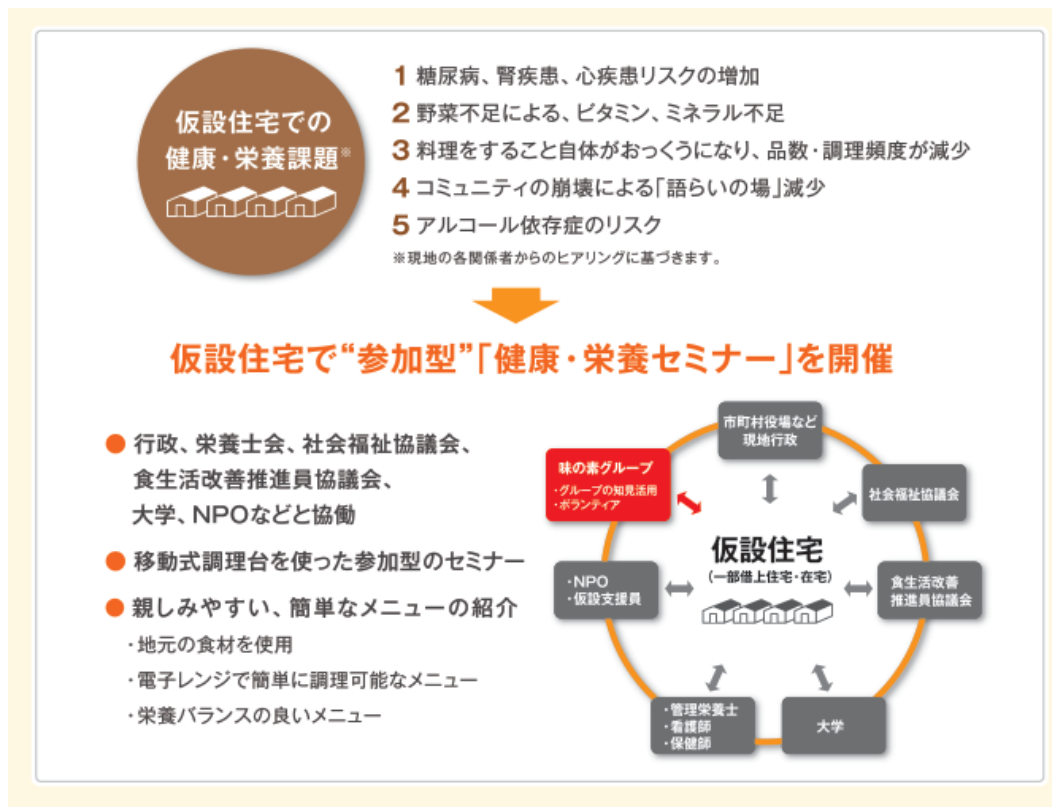 仮設住宅での
健康・栄養課題※
1 糖尿病、腎疾患、心疾患リスクの増加
2 野菜不足による、ビタミン、ミネラル不足
3 料理をすること自体がおっくうになり、品数・調理頻度が減少
4 コミュニティの崩壊による「語らいの場」減少
5 アルコール依存症のリスク
※現地の各関係者からのヒアリングに基づきます。
仮設住宅で“参加型”「健康・栄養セミナー」を開催
● 行政、栄養士会、社会福祉協議会、
食生活改善推進員協議会、
大学、NPOなどと協働
● 移動式調理台を使った参加型のセミナー
● 親しみやすい、簡単なメニューの紹介
・地元の食材を使用
・電子レンジで簡単に調理可能なメニュー
・栄養バランスの良いメニュー
市町村役場など
現地行政
味の素グループ
・グループの知見活用
・ボランティア
社会福祉協議会
仮設住宅
(一部借上住宅・在宅)
・NPO
・仮設支援員
食生活改善
推進員協議会
・管理栄養士
・看護師
・保健師
大学